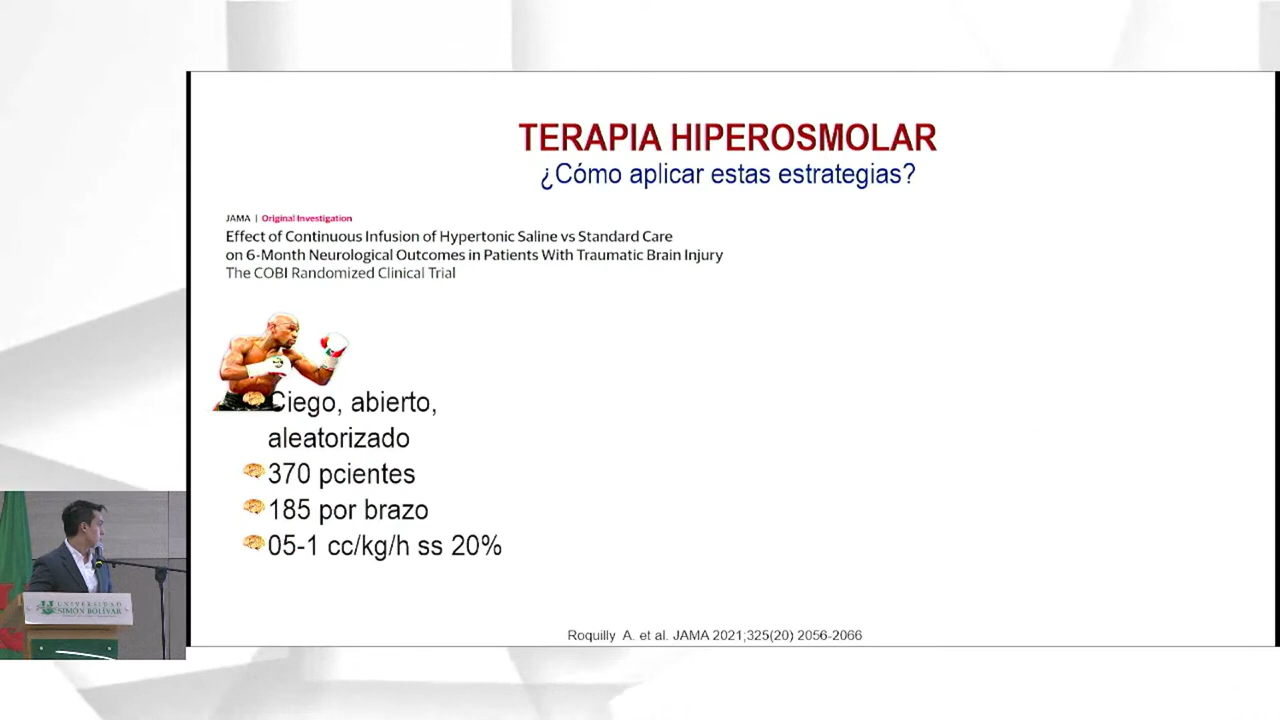 TERAPIA HIPEROSMOLAR
¿Cómo aplicar estas estrategias?
JAMA | Original Investigation
Effect of Continuous Infusion of Hypertonic Saline vs Standard Care
on 6-Month Neurological Outcomes in Patients With Traumatic Brain Injury
The COBI Randomized Clinical Trial
Ciego, abierto,
aleatorizado
370 pcientes
185 por brazo
05-1 cc/kg/h ss 20%
Roquilly A. et al. JAMA 2021;325(20) 2056-2066
UNIVERSIDAD
SIMÓN BOLÍVAR